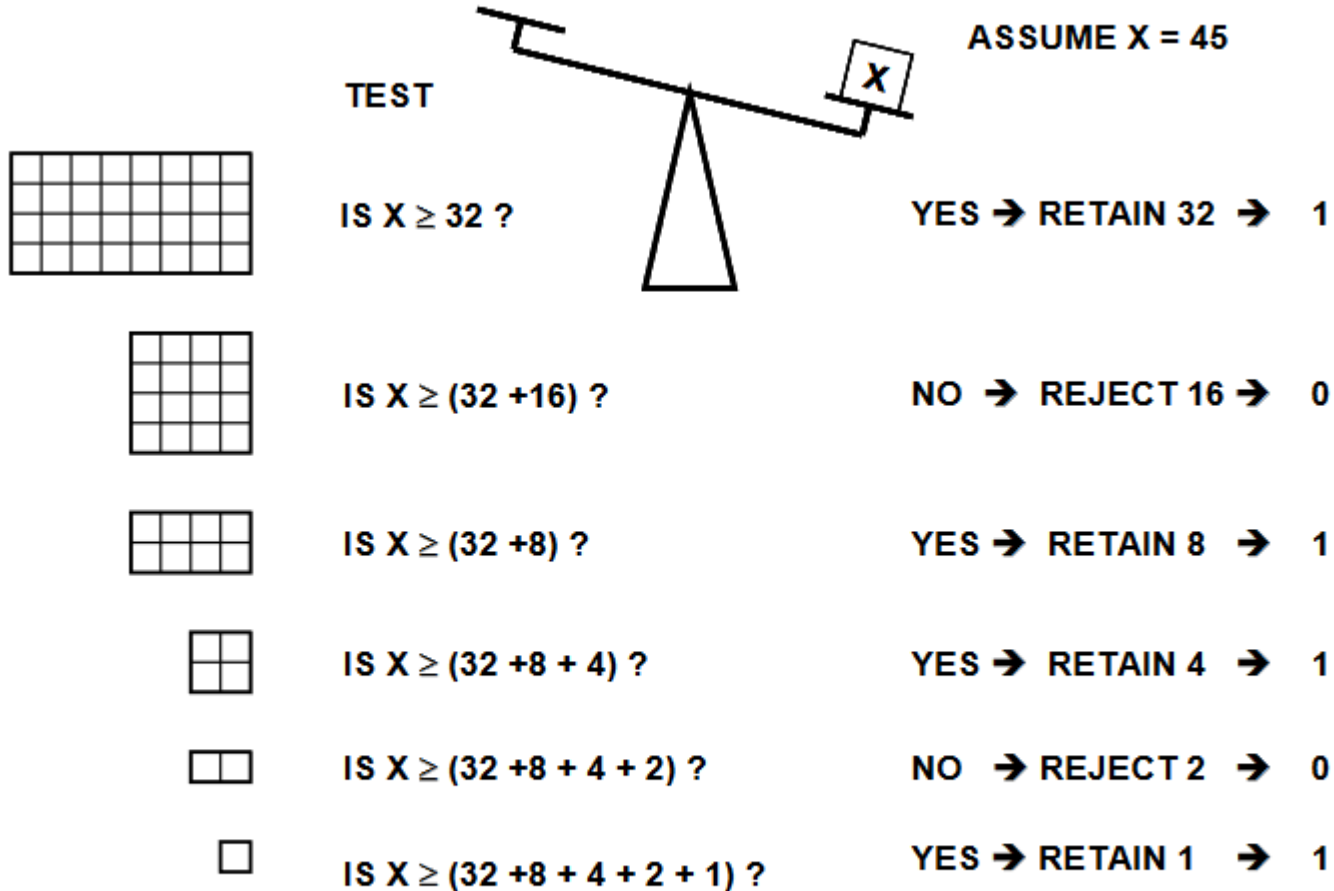 ASSUME X = 45
X
TEST
IS X ≥ 32 ? YES ➔ RETAIN 32 ➔ 1
IS X ≥ (32 +16) ? NO ➔ REJECT 16 ➔ 0
IS X ≥ (32 +8) ? YES ➔ RETAIN 8 ➔ 1
IS X ≥ (32 +8 + 4) ? YES ➔ RETAIN 4 ➔ 1
IS X ≥ (32 +8 + 4 + 2) ? NO ➔ REJECT 2 ➔ 0
IS X ≥ (32 +8 + 4 + 2 + 1) ? YES ➔ RETAIN 1 ➔ 1